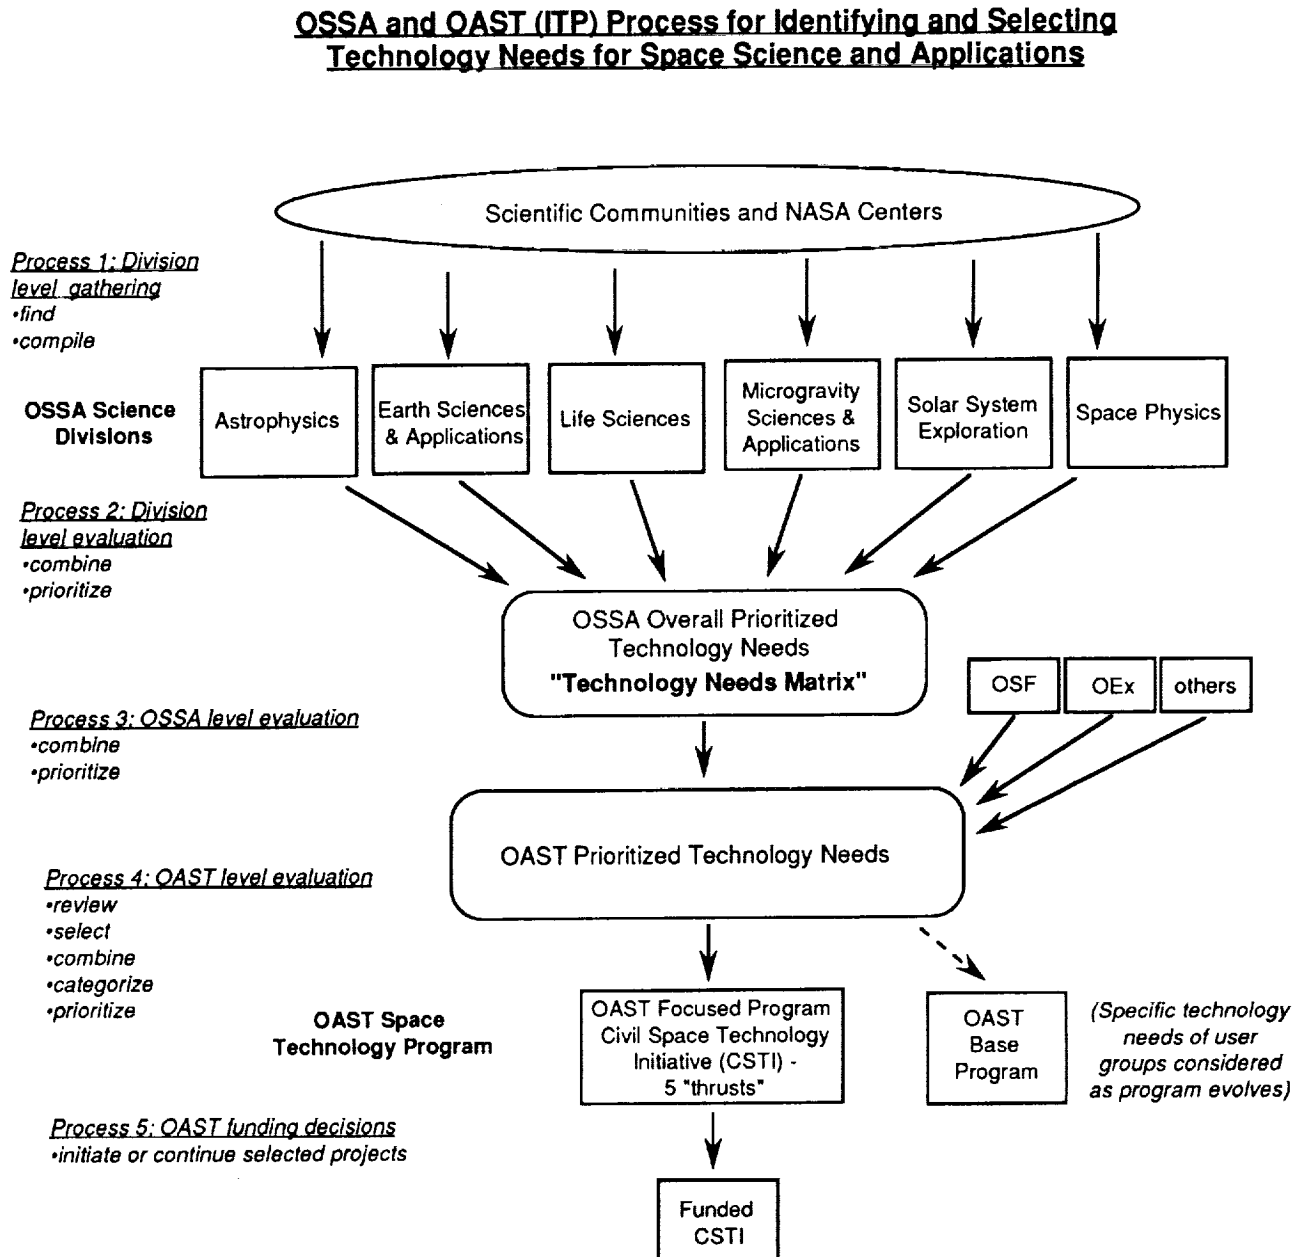 OSSA and OAST (ITP) Process for Identifying and Selecting
Technology Needs for Space Science and Applications
Scientific Communities and NASA Centers
Process 1: Division
level gathering
•find
•compile
OSSA Science
Divisions
Astrophysics
Earth Sciences
& Applications
Life Sciences
Microgravity
Sciences &
Applications
Solar System
Exploration
Space Physics
Process 2: Division
level evaluation
•combine
•prioritize
OSSA Overall Prioritized
Technology Needs
"Technology Needs Matrix"
OSF
OEx
others
Process 3: OSSA level evaluation
•combine
•prioritize
OAST Prioritized Technology Needs
Process 4: OAST level evaluation
•review
•select
•combine
•categorize
•prioritize
OAST Space
Technology Program
OAST Focused Program
Civil Space Technology
Initiative (CSTI) -
5 "thrusts"
OAST
Base
Program
(Specific technology
needs of user
groups considered
as program evolves)
Process 5: OAST funding decisions
•initiate or continue selected projects
Funded
CSTI